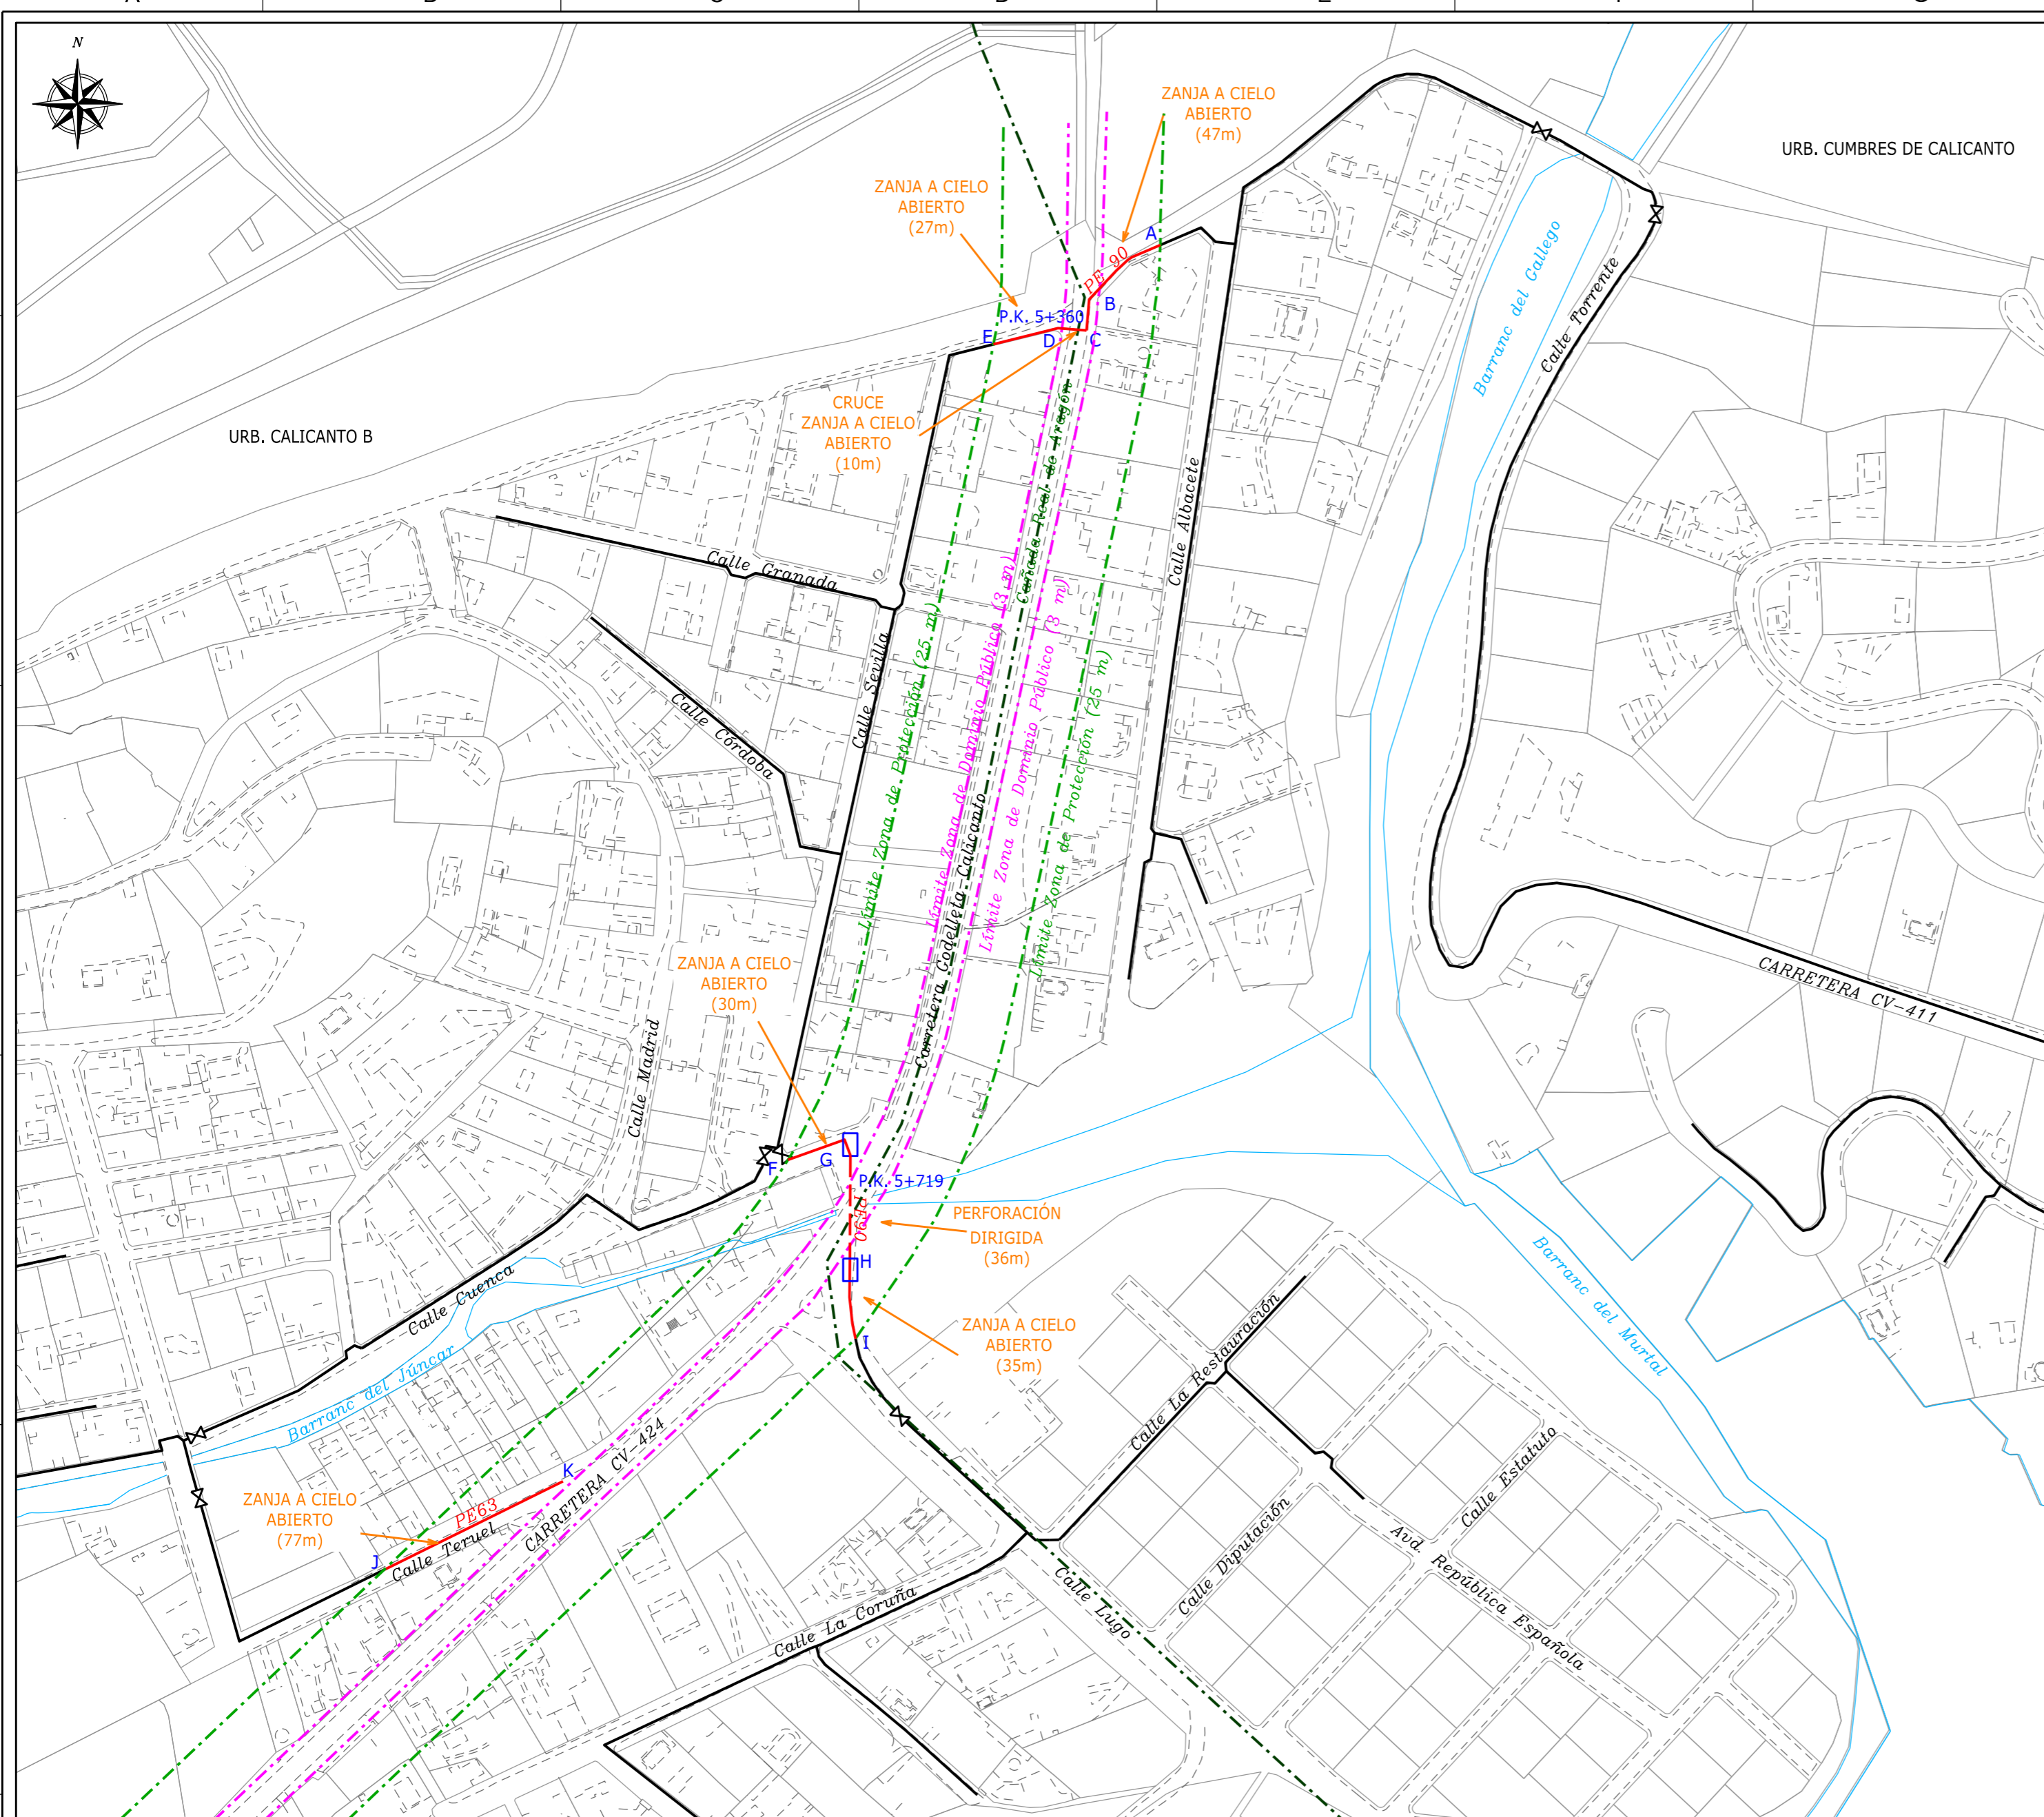 N
ZANJA A CIELO
ABIERTO
(47m)
URB. CUMBRES DE CALICANTO
ZANJA A CIELO
ABIERTO
(27m)
A
PE 90
B
P.K. 5+360
E
D
C
Barranc del Gallego
Calle Torrente
CRUCE
ZANJA A CIELO
ABIERTO
(10m)
URB. CALICANTO B
Cañada Real de Aragón
Calle Albacete
Calle Granada
Calle Sevilla
Calle Córdoba
Límite Zona de Protección (25 m)
Límite Zona de Dominio Público (3 m)
Límite Zona de Dominio Público (3 m)
Límite Zona de Protección (25 m)
Carretera Godelleta Calicanto
ZANJA A CIELO
ABIERTO
(30m)
CARRETERA CV-411
Calle Madrid
F
G
P.K. 5+719
PE90
PERFORACIÓN
DIRIGIDA
(36m)
H
ZANJA A CIELO
ABIERTO
(35m)
I
Calle Cuenca
Barranc del Júncar
Barranc del Murtal
Calle La Restauración
CARRETERA CV-424
K
ZANJA A CIELO
ABIERTO
(77m)
PE63
J
Calle Teruel
Calle Estatuto
Calle Diputación
Avd. República Española
Calle Lugo
Calle La Coruña